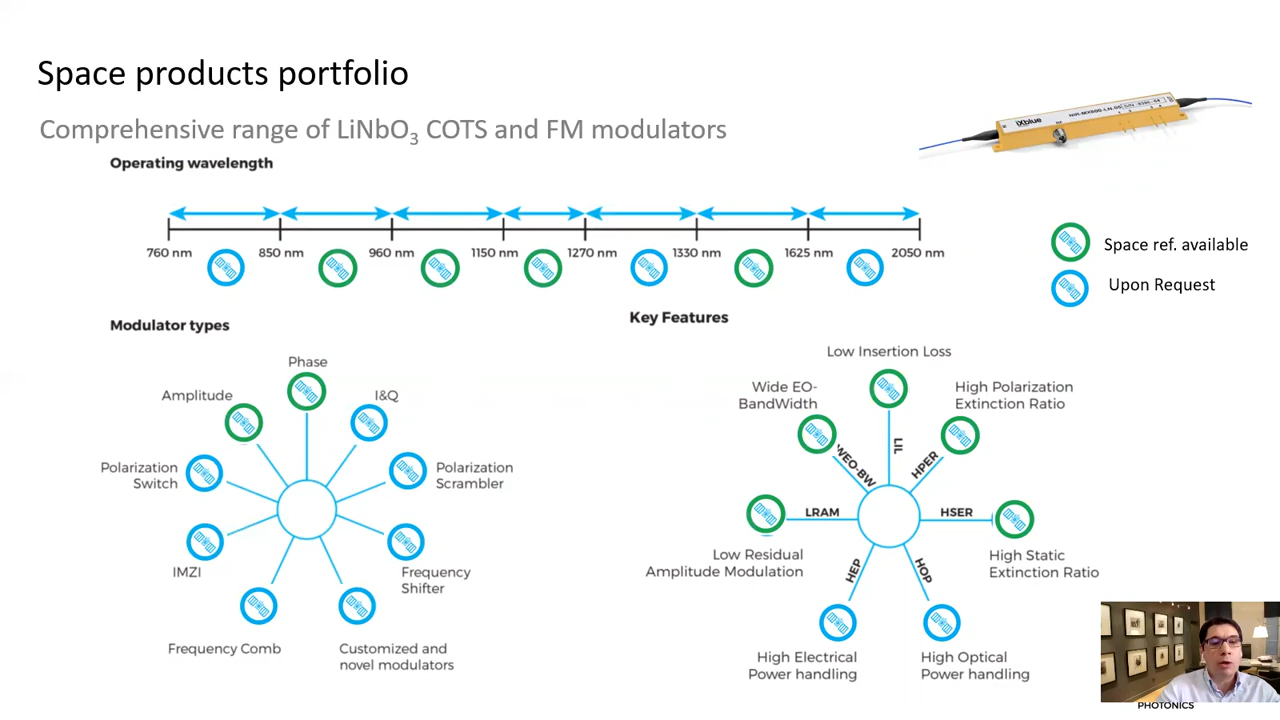 Space products portfolio
Comprehensive range of LiNbO3 COTS and FM modulators
iXblue
Operating wavelength
760 nm
850 nm
960 nm
1150 nm
1270 nm
1330 nm
1625 nm
2050 nm
Space ref. available
Upon Request
Modulator types
Phase
Amplitude
I&Q
Polarization
Switch
Polarization
Scrambler
IMZI
Frequency
Shifter
Frequency Comb
Customized and
novel modulators
Key Features
Low Insertion Loss
Wide EO-
BandWidth
High Polarization
Extinction Ratio
WEO-BW
LIL
HPER
LRAM
HSER
Low Residual
Amplitude Modulation
High Static
Extinction Ratio
HEP
HOP
High Electrical
Power handling
High Optical
Power handling
PHOTONICS